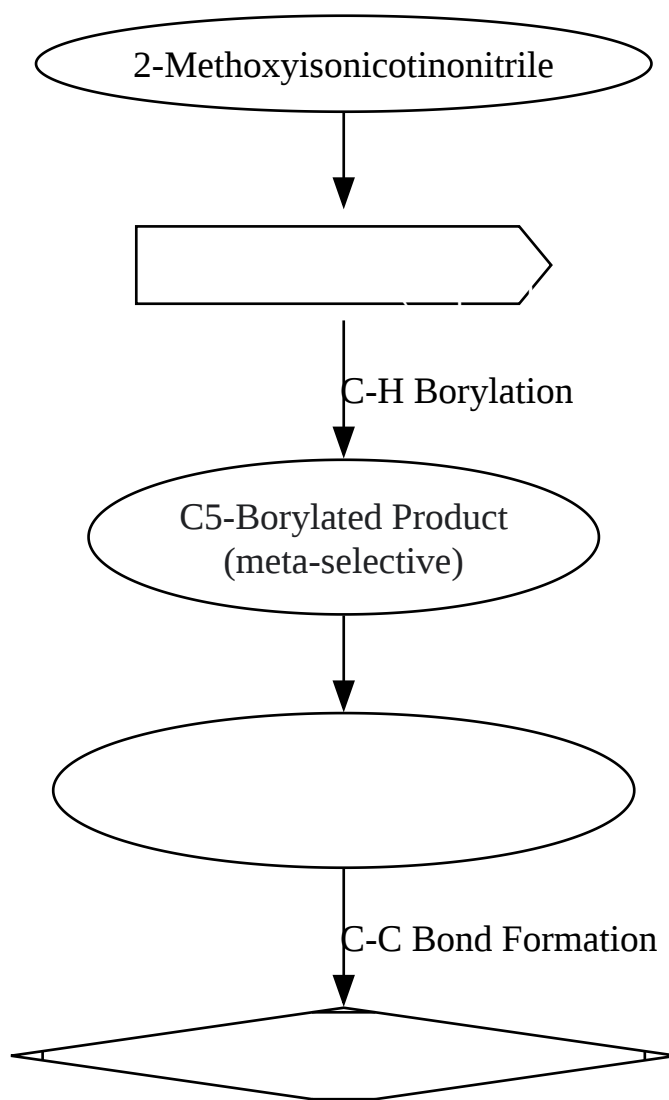 2-Methoxyisonicotinonitrile
C-H Borylation
C5-Borylated Product
(meta-selective)
C-C Bond Formation